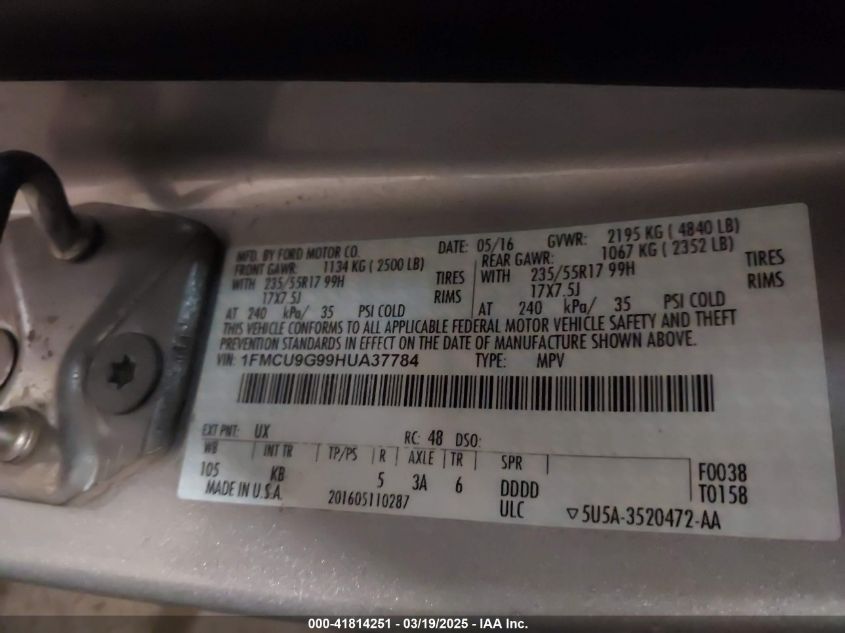 MFD. BY FORD MOTOR CO. DATE: 05/16 GVWR: 2195 KG ( 4840 LB)
FRONT GAWR: 1134 KG ( 2500 LB) REAR GAWR: 1067 KG ( 2352 LB)
WITH 235/55R17 99H TIRES WITH 235/55R17 99H TIRES
17X7.5J RIMS 17X7.5J RIMS
AT 240 kPa/ 35 PSI COLD AT 240 kPa/ 35 PSI COLD
THIS VEHICLE CONFORMS TO ALL APPLICABLE FEDERAL MOTOR VEHICLE SAFETY AND THEFT
PREVENTION STANDARDS IN EFFECT ON THE DATE OF MANUFACTURE SHOWN ABOVE.
VIN: 1FMCU9G99HUA37784 TYPE: MPV
EXT PNT: UX RC: 48 DSO:
WB INT TR TP/PS R AXLE TR SPR
105 KB 5 3A 6 DDDD F0038
MADE IN U.S.A. 201605110287 ULC T0158
▽5U5A-3520472-AA
000-41814251 - 03/19/2025 - IAA Inc.